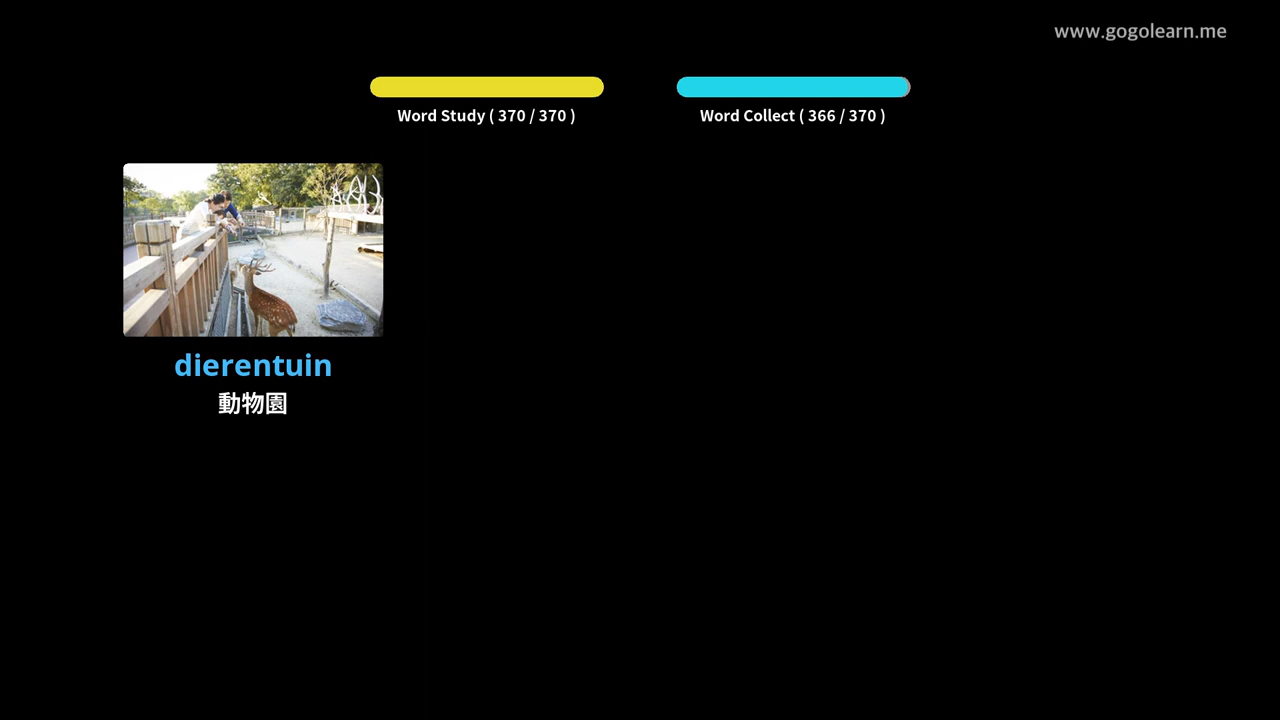 www.gogolearn.me
Word Study ( 370 / 370 )
Word Collect ( 366 / 370 )
dierentuin
動物園